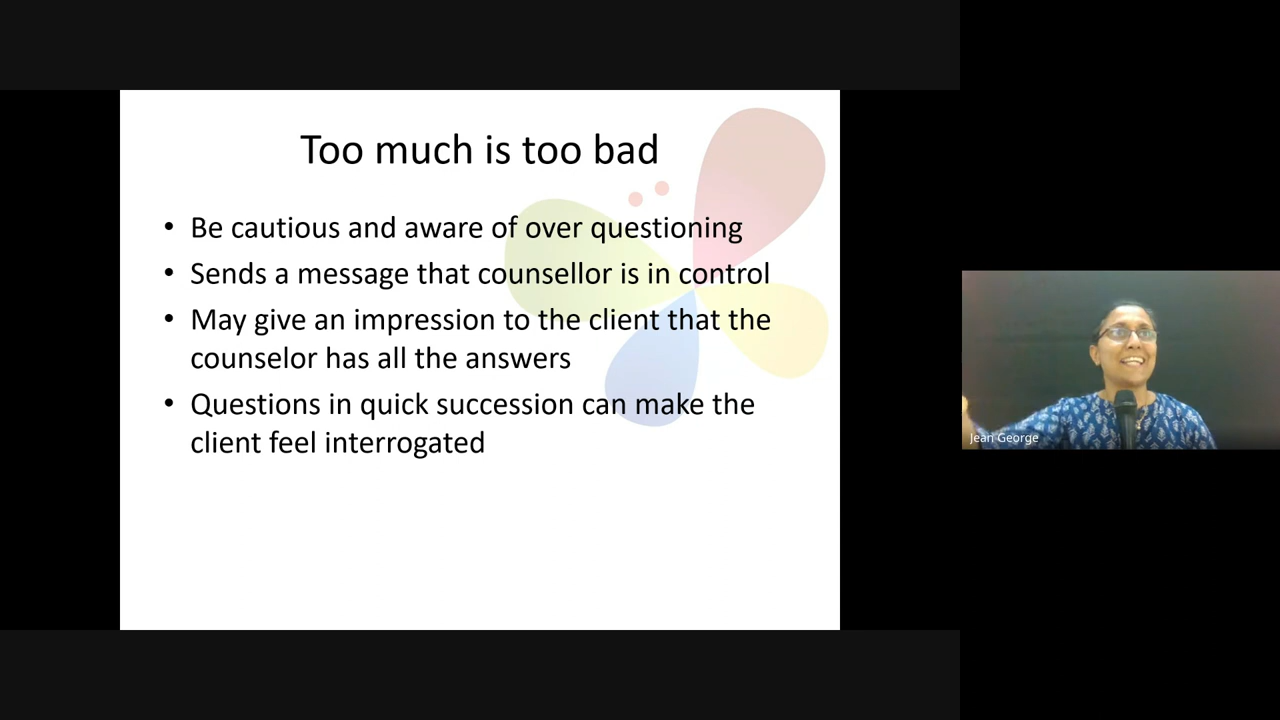 Too much is too bad
• Be cautious and aware of over questioning
• Sends a message that counsellor is in control
• May give an impression to the client that the
counselor has all the answers
• Questions in quick succession can make the
client feel interrogated
Jean George